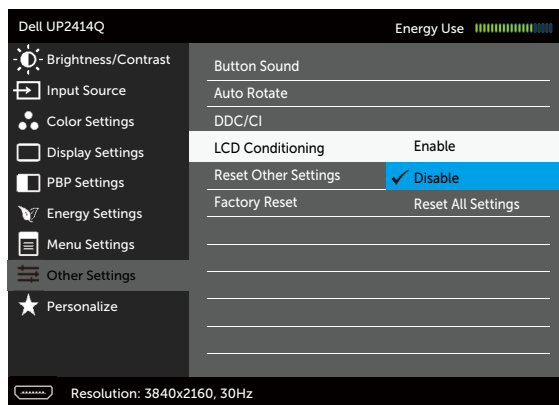 Dell UP2414Q
Energy Use
Brightness/Contrast
Input Source
Color Settings
Display Settings
PBP Settings
Energy Settings
Menu Settings
Other Settings
Personalize
Button Sound
Auto Rotate
DDC/CI
LCD Conditioning
Enable
Reset Other Settings
Disable
Factory Reset
Reset All Settings
Resolution: 3840x2160, 30Hz